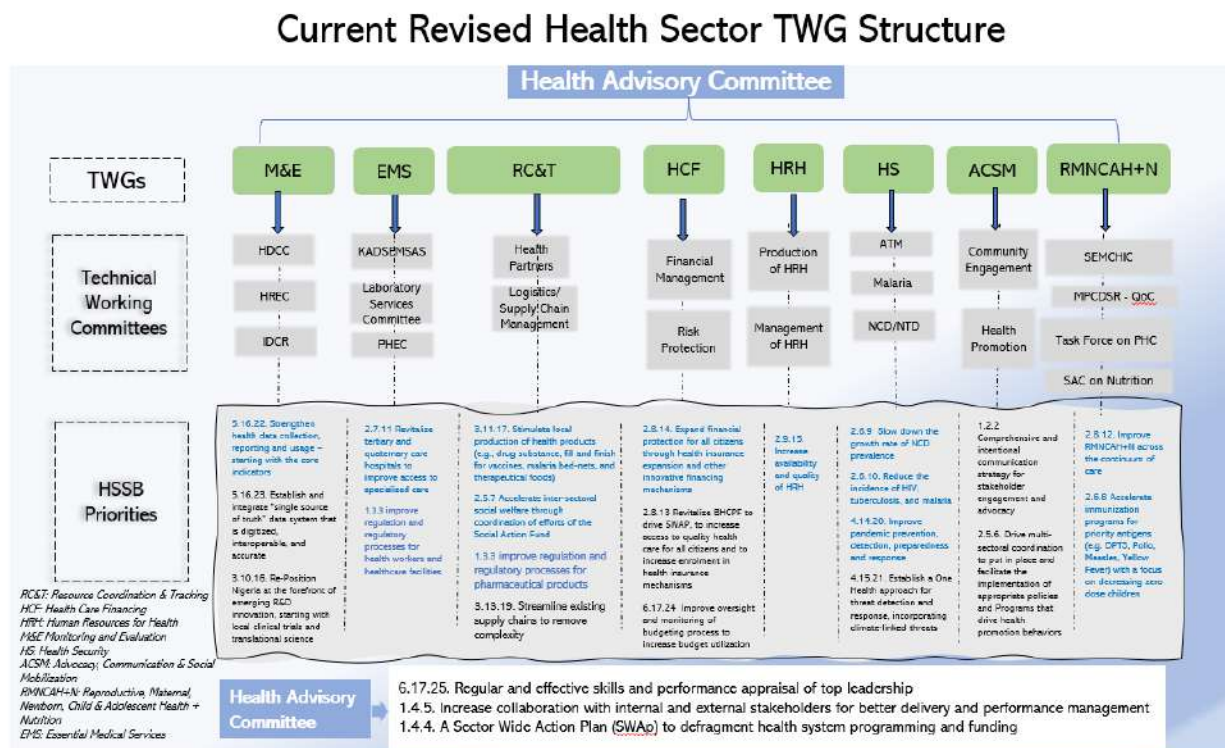 Current Revised Health Sector TWG Structure
Health Advisory Committee
TWGs
M&E
EMS
RC&T
HCF
HRH
HS
ACSM
RMNCAH+N
Technical
Working
Committees
HDCC
HREC
IDCR
KADSEMSAS
Laboratory
Services
Committee
PHEC
Health
Partners
Logistics/
Supply Chain
Management
Financial
Management
Risk
Protection
Production
of HRH
Management
of HRH
ATM
Malaria
NCD/NTD
Community
Engagement
Health
Promotion
SEMCHIC
MPCDSR - QoC
Task Force on PHC
SAC on Nutrition
HSSB
Priorities
5.16.22. Strengthen
health data collection,
reporting and usage –
starting with the core
indicators
5.16.23. Establish and
integrate "single source
of truth" data system that
is digitized,
interoperable, and
accurate
3.10.16. Re-Position
Nigeria at the forefront of
emerging R&D
innovation, starting with
local clinical trials and
translational science
2.7.11 Revitalize
tertiary and
quaternary care
hospitals to
improve access to
specialised care
1.3.3 improve
regulation and
regulatory
processes for
health workers and
healthcare facilities
3.11.17. Stimulate local
production of health products
(e.g., drug substance, fill and finish
for vaccines, malaria bed-nets, and
therapeutical foods)
2.5.7 Accelerate inter-sectoral
social welfare through
coordination of efforts of the
Social Action Fund
1.3.3 improve regulation and
regulatory processes for
pharmaceutical products
3.13.19. Streamline existing
supply chains to remove
complexity
2.8.14. Expand financial
protection for all citizens
through health insurance
expansion and other
innovative financing
mechanisms
2.8.13 Revitalise BHCPF to
drive SWAP, to increase
access to quality health
care for all citizens and to
increase enrolment in
health insurance
mechanisms
6.17.24 Improve oversight
and monitoring of
budgeting process to
increase budget utilization
2.9.15
Increase
availability
and quality
of HRH
2.6.9 Slow down the
growth rate of NCD
prevalence
2.6.10. Reduce the
incidence of HIV,
tuberculosis, and malaria
4.14.20. Improve
pandemic prevention,
detection, preparedness
and response
4.15.21. Establish a One
Health approach for
threat detection and
response, incorporating
climate-linked threats
1.2.2
Comprehensive and
intentional
communication
strategy for
stakeholder
engagement and
advocacy
2.5.6. Drive multi-
sectoral coordination
to put in place and
facilitate the
implementation of
appropriate policies
and Programs that
drive health
promotion behaviors
2.8.12. Improve
RMNCAH+N across
the continuum of
care
2.6.8 Accelerate
immunization
programs for
priority antigens
(e.g. DPT3, Polio,
Measles, Yellow
Fever) with a focus
on decreasing zero
dose children
RC&T: Resource Coordination & Tracking
HCF: Health Care Financing
HRH: Human Resources for Health
M&E Monitoring and Evaluation
HS: Health Security
ACSM: Advocacy, Communication & Social
Mobilization
RMNCAH+N: Reproductive, Maternal,
Newborn, Child & Adolescent Health +
Nutrition
EMS: Essential Medical Services
Health Advisory
Committee
6.17.25. Regular and effective skills and performance appraisal of top leadership
1.4.5. Increase collaboration with internal and external stakeholders for better delivery and performance management
1.4.4. A Sector Wide Action Plan (SWAp) to defragment health system programming and funding